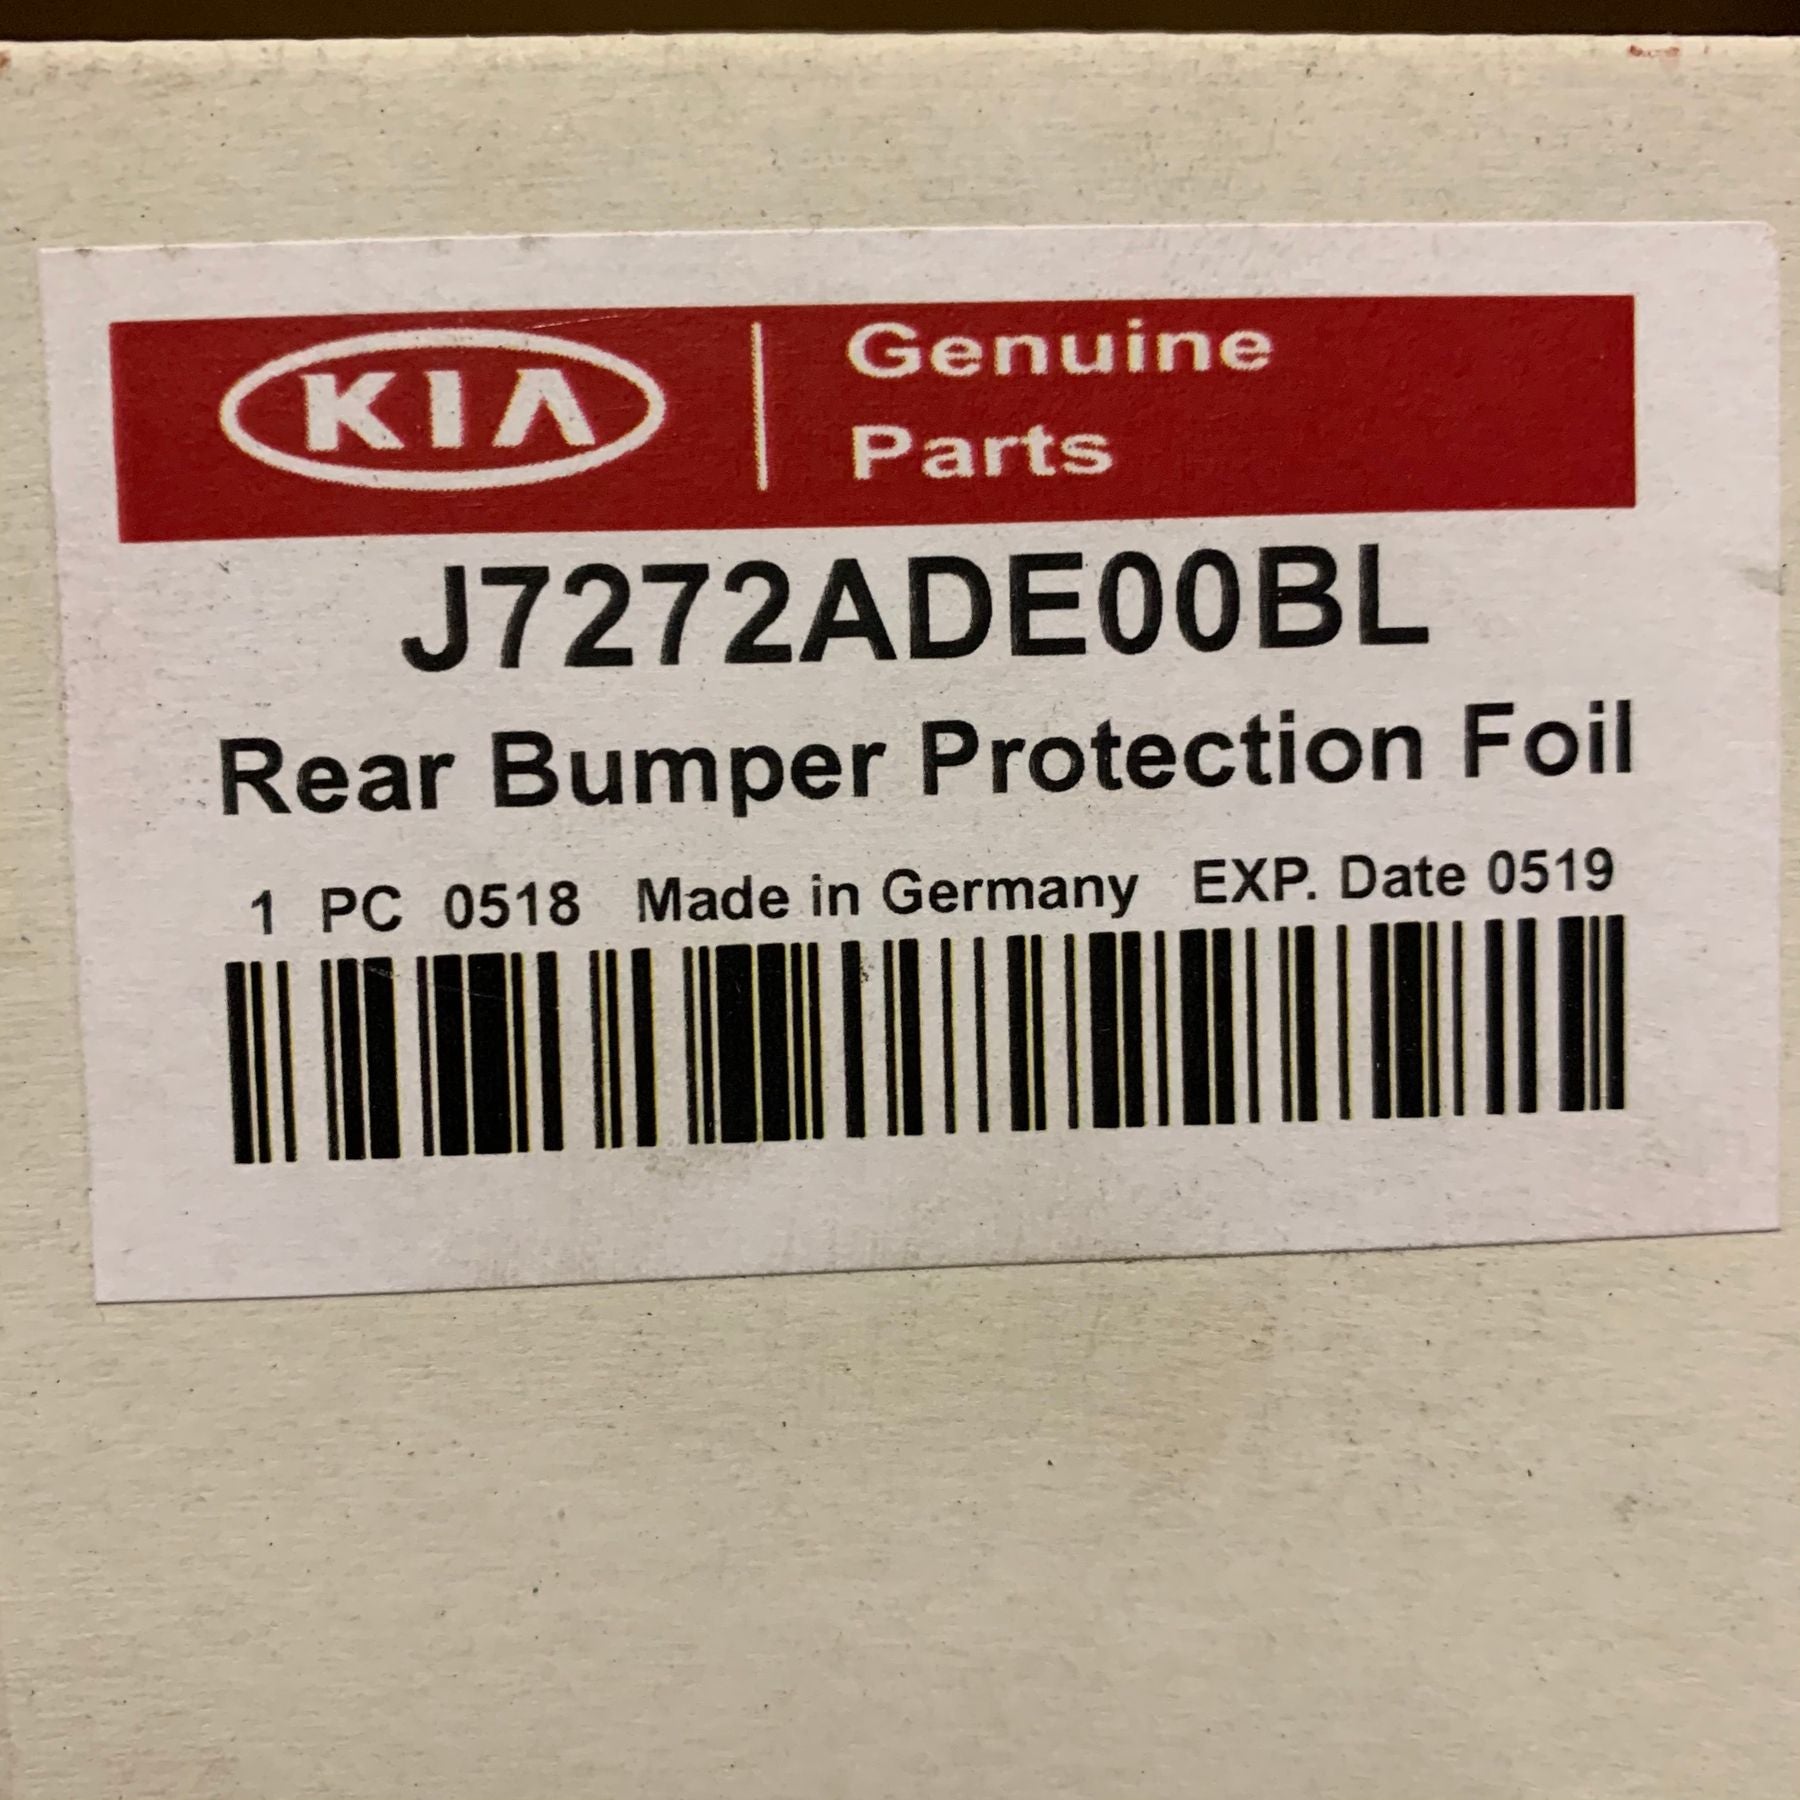 KIA
Genuine
Parts
J7272ADE00BL
Rear Bumper Protection Foil
1 PC 0518 Made in Germany EXP. Date 0519